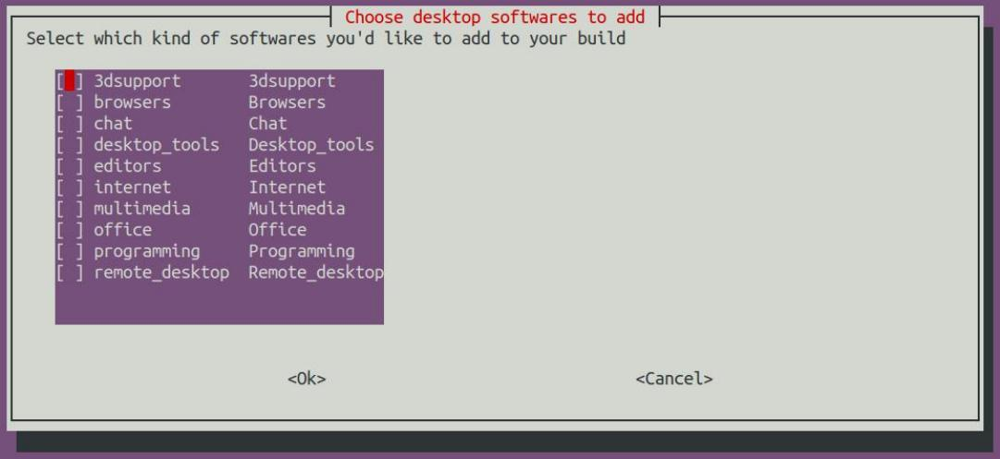 Choose desktop softwares to add
Select which kind of softwares you'd like to add to your build
[ ] 3dsupport 3dsupport
[ ] browsers Browsers
[ ] chat Chat
[ ] desktop_tools Desktop_tools
[ ] editors Editors
[ ] internet Internet
[ ] multimedia Multimedia
[ ] office Office
[ ] programming Programming
[ ] remote_desktop Remote_desktop
<Ok> <Cancel>